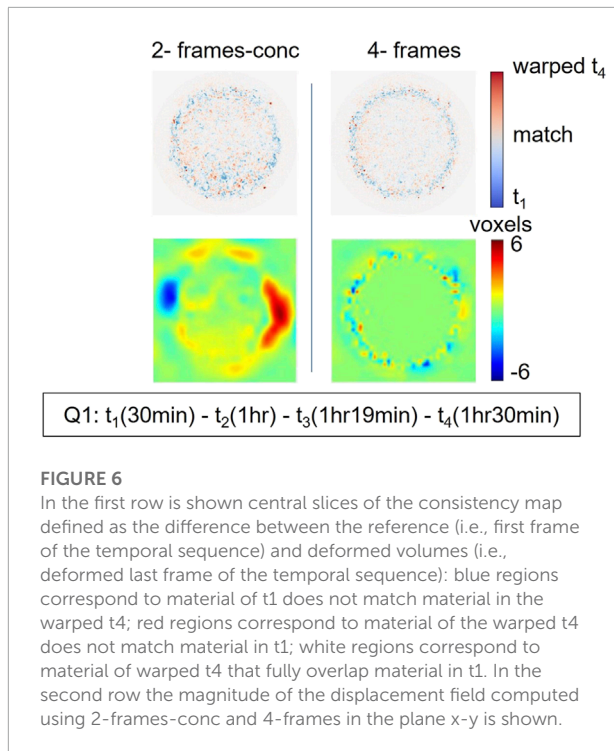 2- frames-conc
4- frames
warped t4
match
t1
voxels
6
-6
Q1: t1(30min) - t2(1hr) - t3(1hr19min) - t4(1hr30min)
FIGURE 6
In the first row is shown central slices of the consistency map
defined as the difference between the reference (i.e., first frame
of the temporal sequence) and deformed volumes (i.e.,
deformed last frame of the temporal sequence): blue regions
correspond to material of t1 does not match material in the
warped t4; red regions correspond to material of the warped t4
does not match material in t1; white regions correspond to
material of warped t4 that fully overlap material in t1. In the
second row the magnitude of the displacement field computed
using 2-frames-conc and 4-frames in the plane x-y is shown.